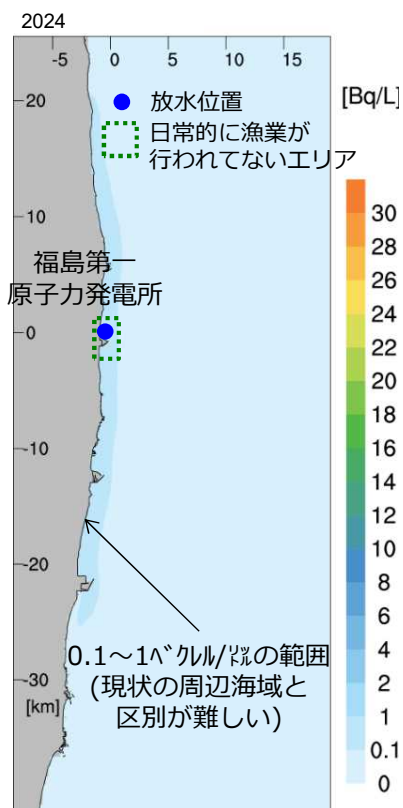 2024
-5 0 5 10 15
[Bq/L]
放水位置
日常的に漁業が
行われてないエリア
20
10
0
-10
-20
-30
[km]
福島第一
原子力発電所
0.1～1ﾍﾞｸﾚﾙ/㍑の範囲
(現状の周辺海域と
区別が難しい)
30
28
26
24
22
20
18
16
14
12
10
8
6
4
2
1
0.1
0